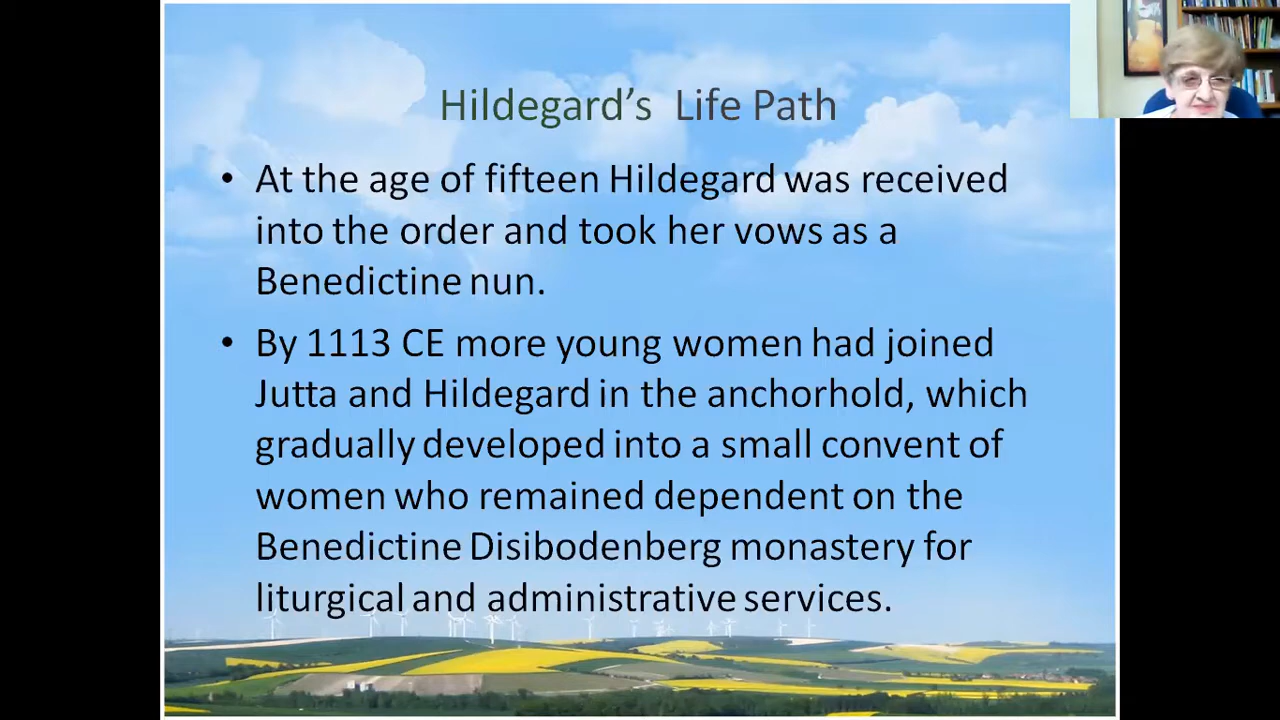 Hildegard's Life Path
• At the age of fifteen Hildegard was received
into the order and took her vows as a
Benedictine nun.
• By 1113 CE more young women had joined
Jutta and Hildegard in the anchorhold, which
gradually developed into a small convent of
women who remained dependent on the
Benedictine Disibodenberg monastery for
liturgical and administrative services.